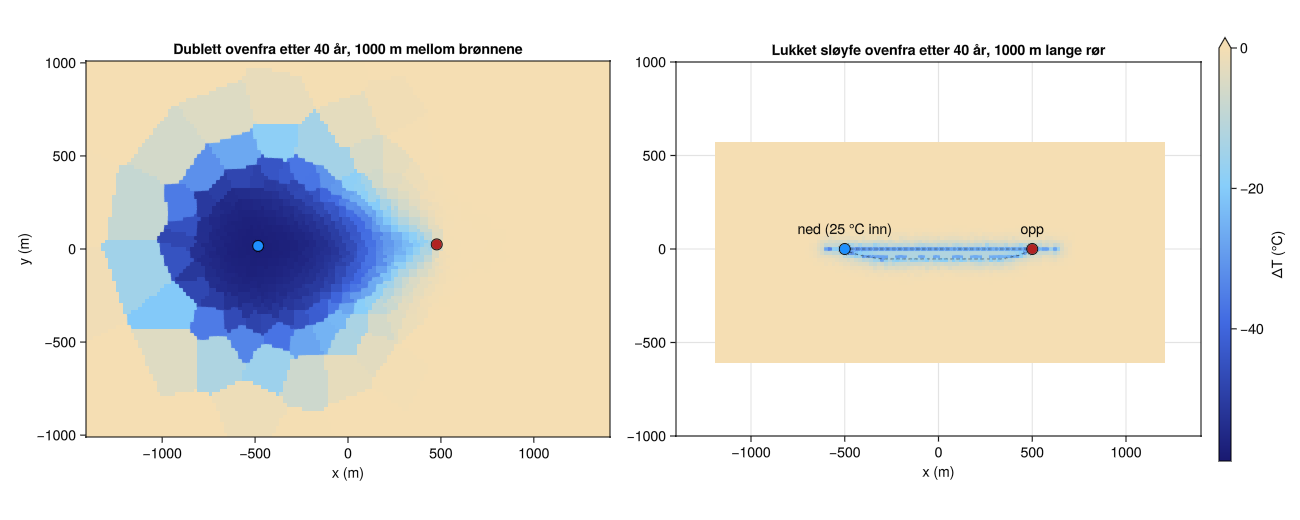 Dublett ovenfra etter 40 år, 1000 m mellom brønnene
1000
500
0
−500
−1000
y (m)
−1000
−500
0
500
1000
x (m)
Lukket sløyfe ovenfra etter 40 år, 1000 m lange rør
1000
500
0
−500
−1000
ned (25 °C inn)
opp
−1000
−500
0
500
1000
x (m)
0
−20
−40
ΔT (°C)